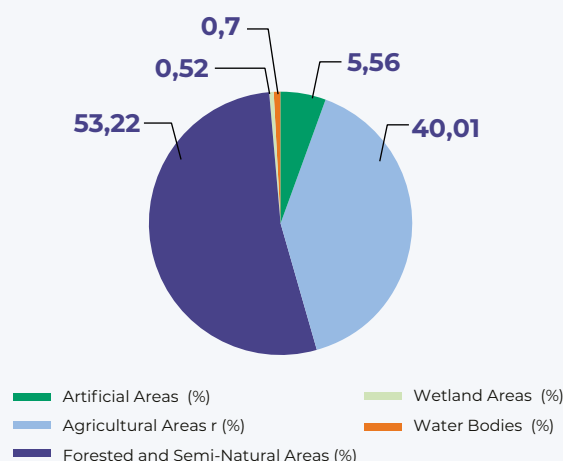 0,7
5,56
0,52
53,22
40,01
Artificial Areas (%)
Wetland Areas (%)
Agricultural Areas r (%)
Water Bodies (%)
Forested and Semi-Natural Areas (%)